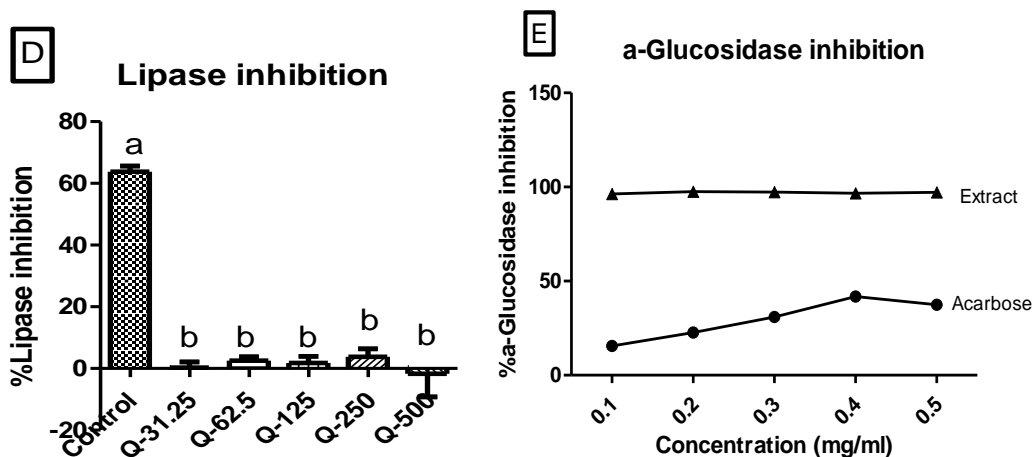 D
Lipase inhibition
%Lipase inhibition
80
60
40
20
0
-20
a
b
b
b
b
b
Control
Q-31.25
Q-62.5
Q-125
Q-250
Q-500
E
a-Glucosidase inhibition
%a-Glucosidase inhibition
150
100
50
0
Extract
Acarbose
0.1
0.2
0.3
0.4
0.5
Concentration (mg/ml)